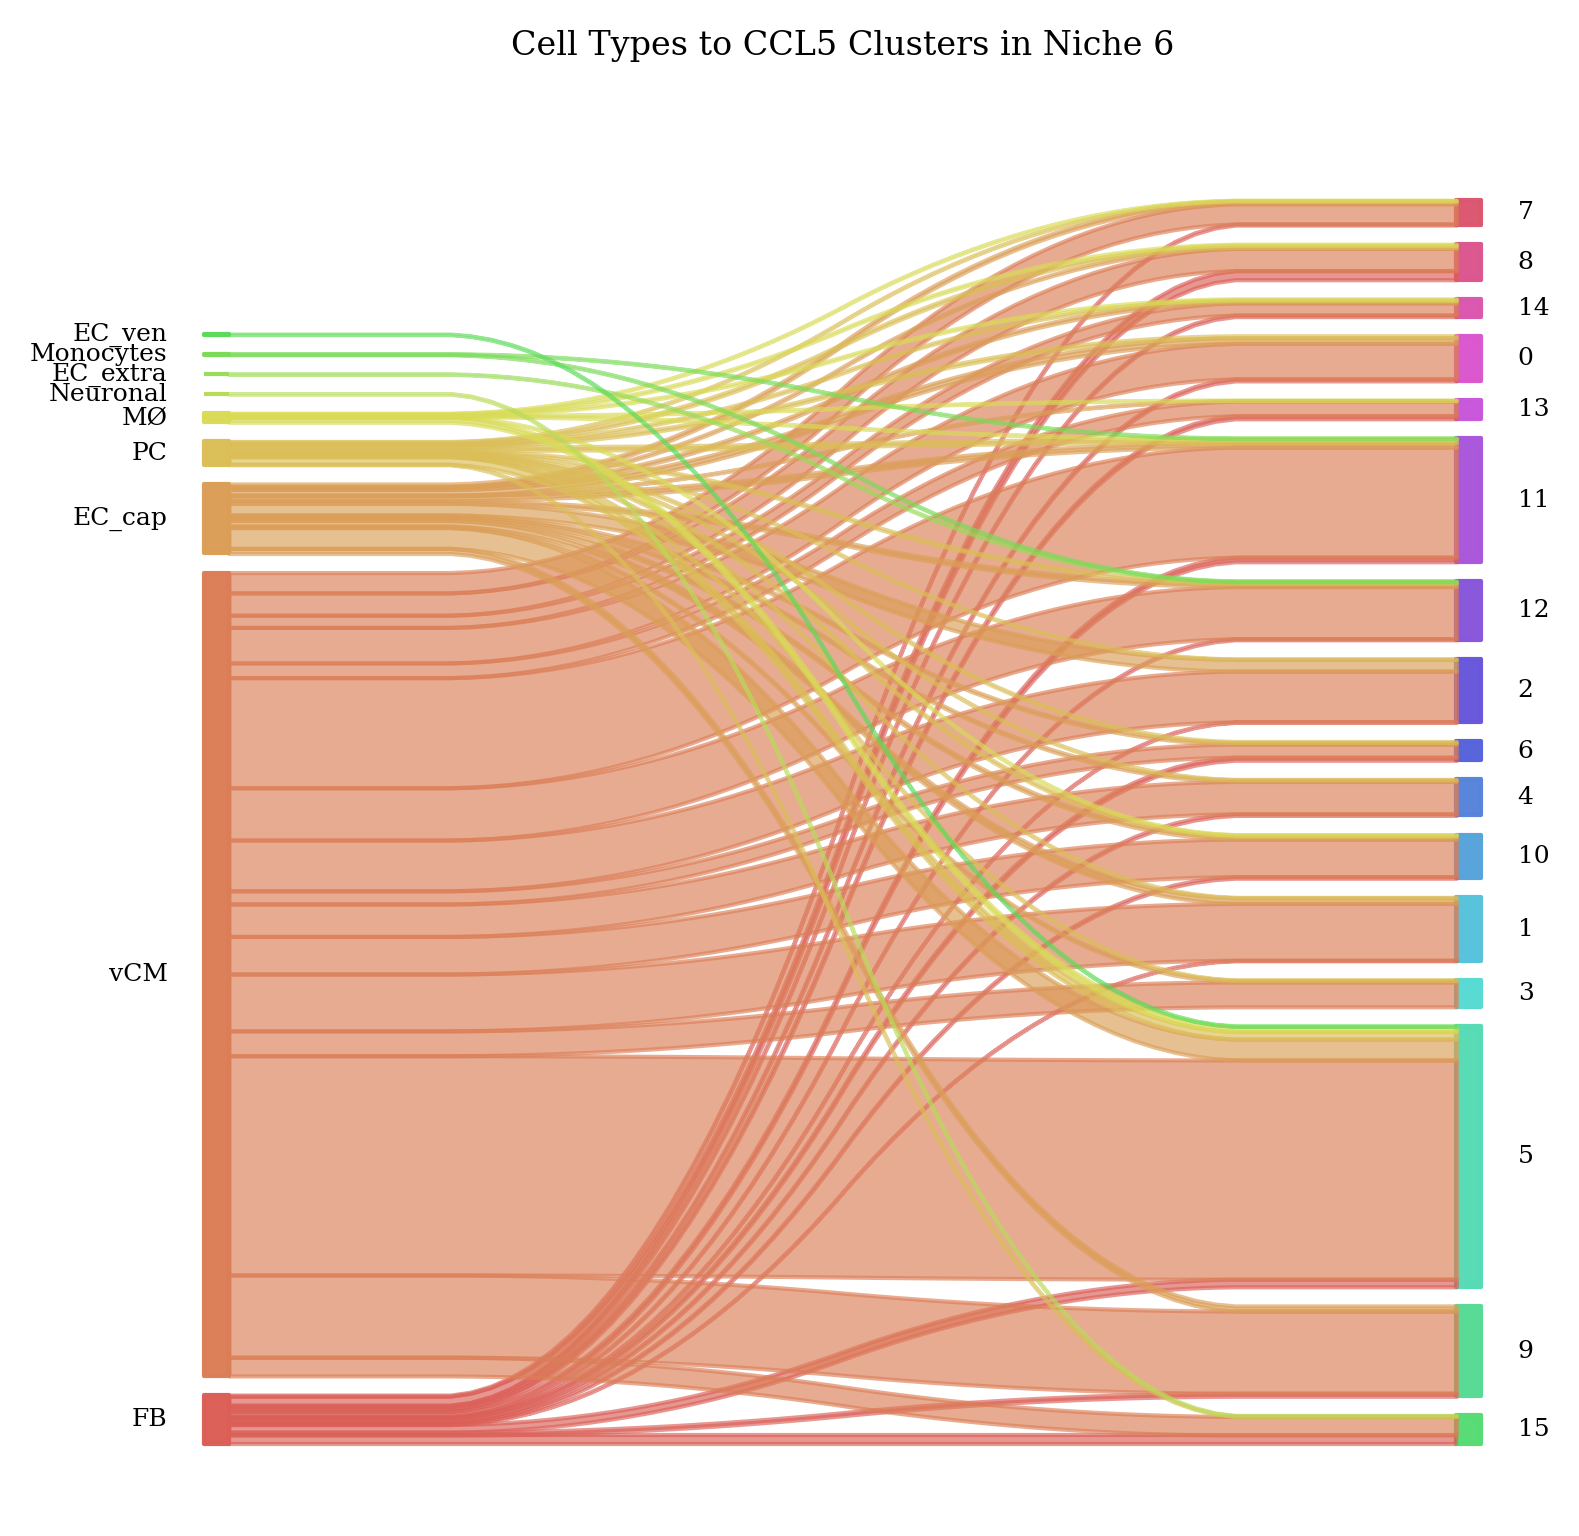 Cell Types to CCL5 Clusters in Niche 6
EC_ven
Monocytes
EC_extra
Neuronal
MØ
PC
EC_cap
vCM
FB
7
8
14
0
13
11
12
2
6
4
10
1
3
5
9
15